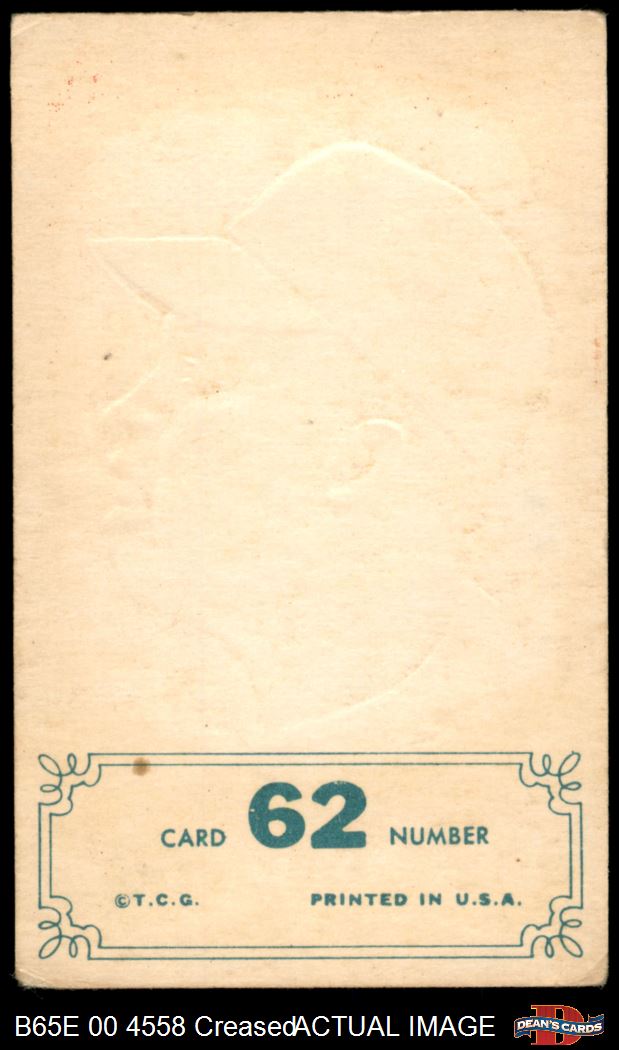 CARD 62 NUMBER
©T.C.G. PRINTED IN U.S.A.
B65E 00 4558 Creased ACTUAL IMAGE
DEAN'S CARDS